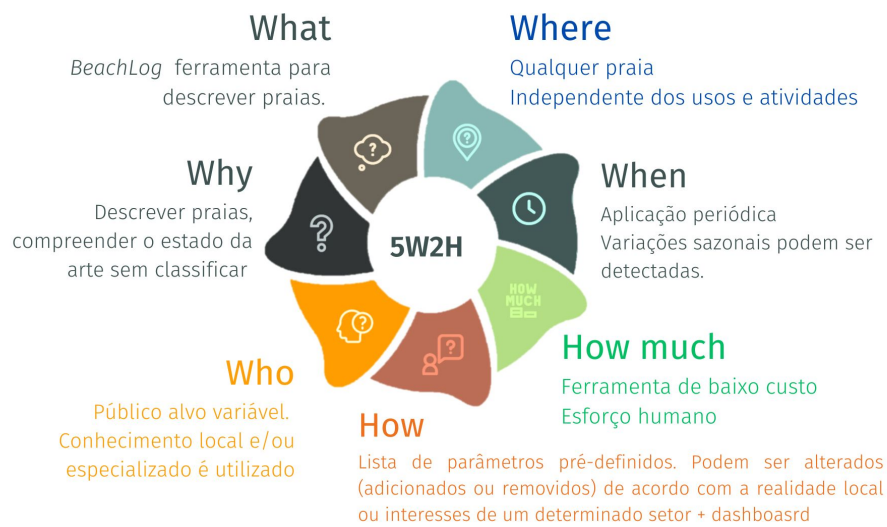 What
BeachLog ferramenta para
descrever praias.
Where
Qualquer praia
Independente dos usos e atividades
Why
Descrever praias,
compreender o estado da
arte sem classificar
When
Aplicação periódica
Variações sazonais podem ser
detectadas.
5W2H
HOW
MUCH
How much
Ferramenta de baixo custo
Esforço humano
Who
Público alvo variável.
Conhecimento local e/ou
especializado é utilizado
How
Lista de parâmetros pré-definidos. Podem ser alterados
(adicionados ou removidos) de acordo com a realidade local
ou interesses de um determinado setor + dashboasrd